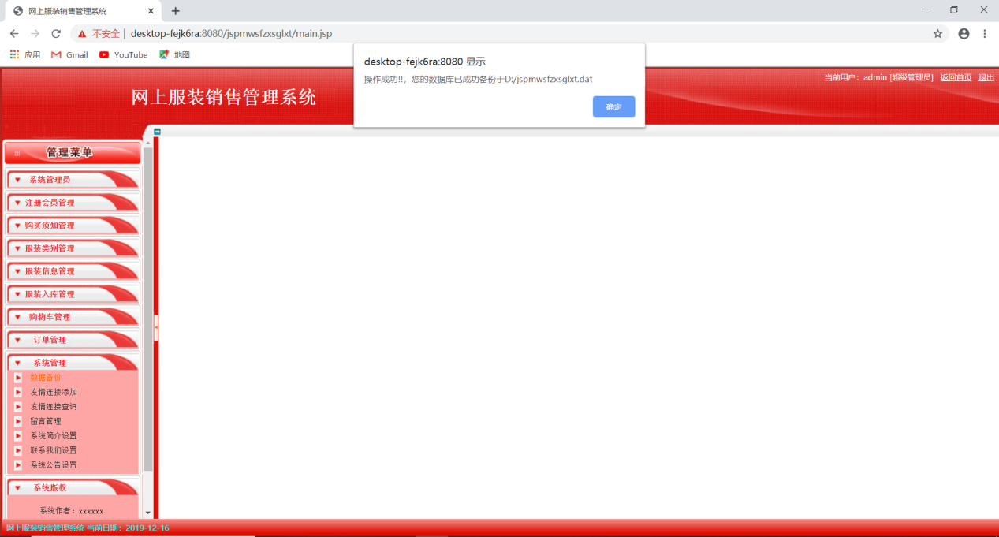 网上服装销售管理系统
不安全 | desktop-fejk6ra:8080/jspmwsfzxsglxt/main.jsp
应用 Gmail YouTube 地图
desktop-fejk6ra:8080 显示
操作成功!!，您的数据库已成功备份于D:/jspmwsfzxsglxt.dat
确定
网上服装销售管理系统
当前用户：admin [超级管理员] 返回首页 退出
管理菜单
系统管理员
注册会员管理
购买须知管理
服装类别管理
服装信息管理
服装入库管理
购物车管理
订单管理
系统管理
数据备份
友情连接添加
友情连接查询
留言管理
系统简介设置
联系我们设置
系统公告设置
系统版权
系统作者：xxxxxx
网上服装销售管理系统 当前日期：2019-12-16